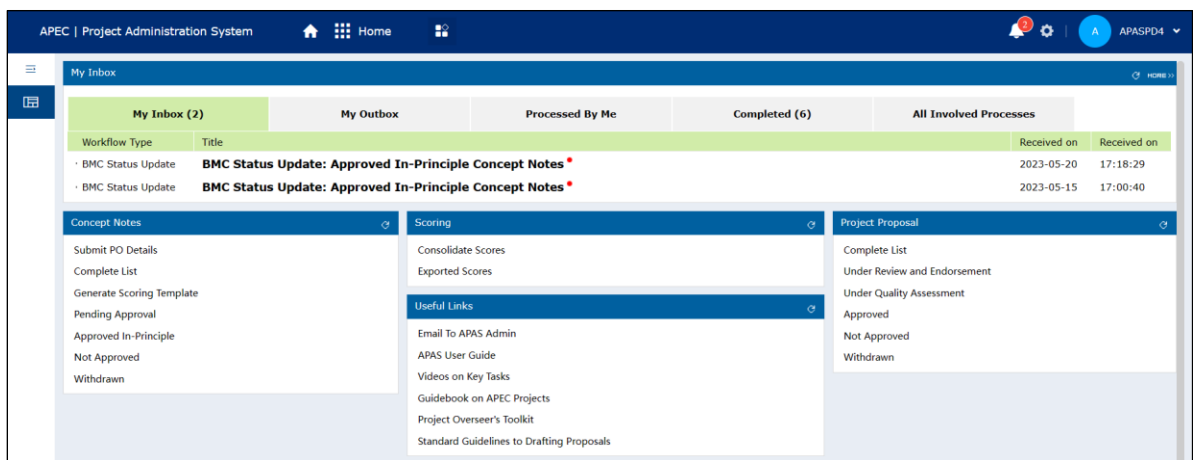 APEC | Project Administration System Home 2 A APASPD4
My Inbox MORE >>
My Inbox (2) My Outbox Processed By Me Completed (6) All Involved Processes
Workflow Type Title Received on Received on
· BMC Status Update BMC Status Update: Approved In-Principle Concept Notes 2023-05-20 17:18:29
· BMC Status Update BMC Status Update: Approved In-Principle Concept Notes 2023-05-15 17:00:40
Concept Notes
Submit PO Details
Complete List
Generate Scoring Template
Pending Approval
Approved In-Principle
Not Approved
Withdrawn
Scoring
Consolidate Scores
Exported Scores
Useful Links
Email To APAS Admin
APAS User Guide
Videos on Key Tasks
Guidebook on APEC Projects
Project Overseer's Toolkit
Standard Guidelines to Drafting Proposals
Project Proposal
Complete List
Under Review and Endorsement
Under Quality Assessment
Approved
Not Approved
Withdrawn